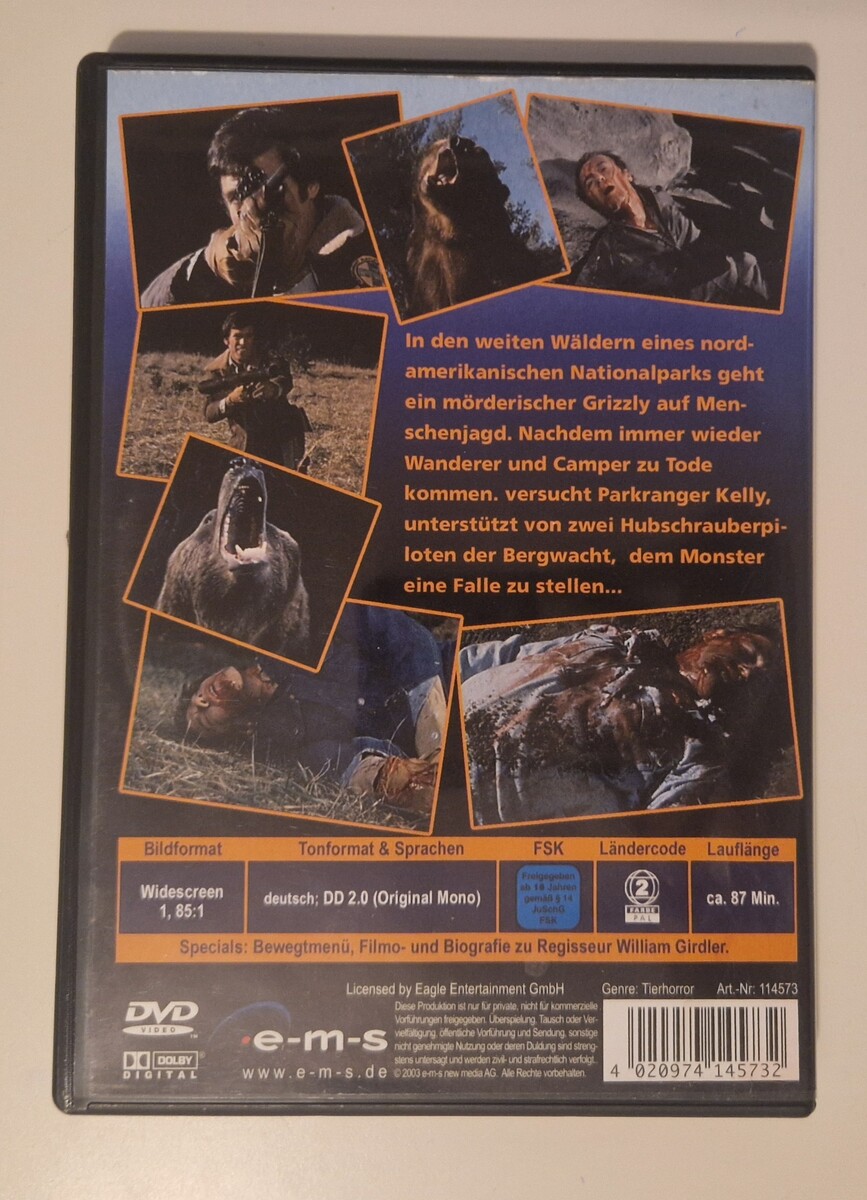 In den weiten Wäldern eines nord-
amerikanischen Nationalparks geht
ein mörderischer Grizzly auf Men-
schenjagd. Nachdem immer wieder
Wanderer und Camper zu Tode
kommen. versucht Parkranger Kelly,
unterstützt von zwei Hubschrauberpi-
loten der Bergwacht, dem Monster
eine Falle zu stellen...
Bildformat Tonformat & Sprachen FSK Ländercode Lauflänge
Widescreen
1, 85:1
deutsch; DD 2.0 (Original Mono)
Freigegeben
ab 16 Jahren
gemäß § 14
JuSchG
FSK
2
FARBE
PAL
ca. 87 Min.
Specials: Bewegtmenü, Filmo- und Biografie zu Regisseur William Girdler.
Licensed by Eagle Entertainment GmbH Genre: Tierhorror Art.-Nr: 114573
DVD
VIDEO
TM
DOLBY
DIGITAL
e-m-s
www.e-m-s.de
Diese Produktion ist nur für private, nicht für kommerzielle
Vorführungen freigegeben. Überspielung, Tausch oder Ver-
vielfältigung, öffentliche Vorführung und Sendung, sonstige
nicht genehmigte Nutzung oder deren Duldung sind streng-
stens untersagt und werden zivil- und strafrechtlich verfolgt.
© 2003 e-m-s new media AG. Alle Rechte vorbehalten.
4 020974 145732